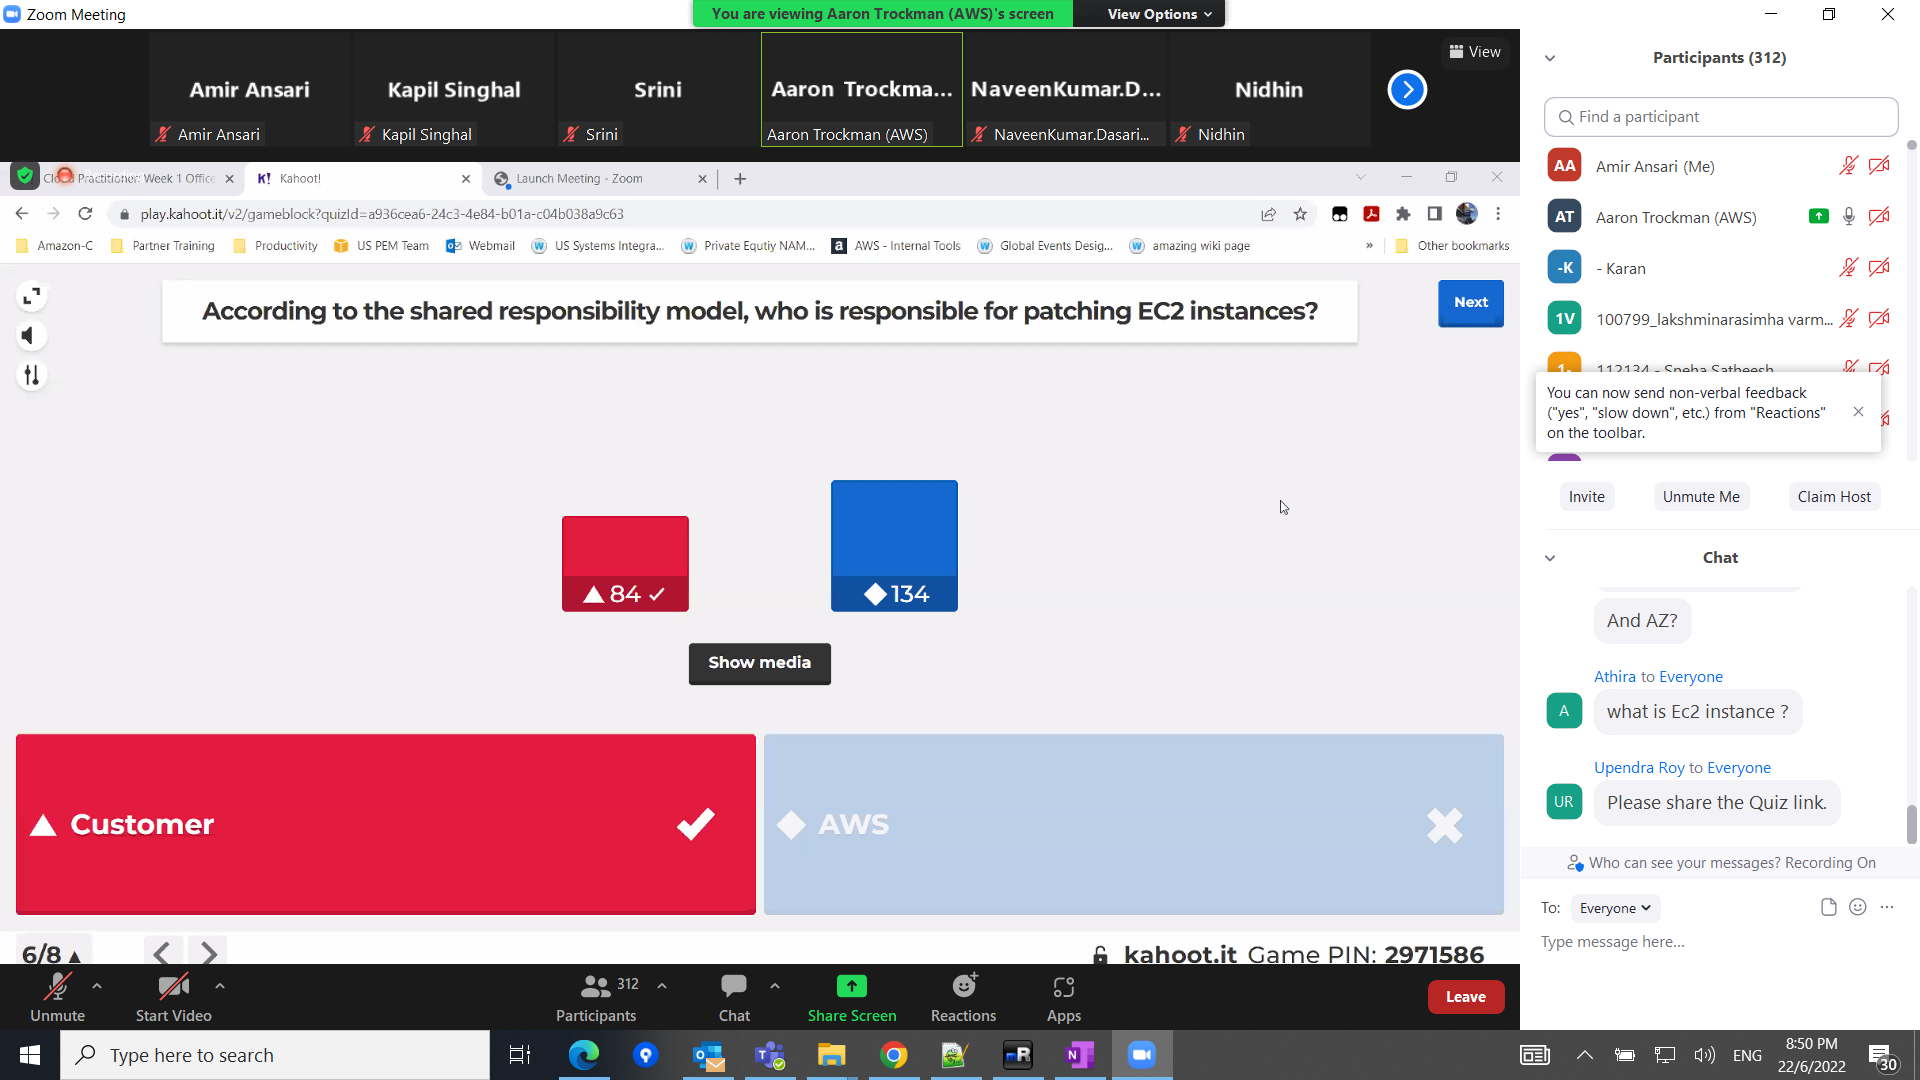 Zoom Meeting
You are viewing Aaron Trockman (AWS)'s screen
View Options
Amir Ansari
Kapil Singhal
Srini
Aaron Trockma...
NaveenKumar.D...
Nidhin
View
Amir Ansari
Kapil Singhal
Srini
Aaron Trockman (AWS)
NaveenKumar.Dasari...
Nidhin
Practitioner Week 1 Office
K! Kahoot!
Launch Meeting - Zoom
play.kahoot.it/v2/gameblock?quizId=a936cea6-24c3-4e84-b01a-c04b038a9c63
Amazon-C
Partner Training
Productivity
US PEM Team
Webmail
US Systems Integra...
Private Equtiy NAM...
AWS - Internal Tools
Global Events Desig...
amazing wiki page
»
Other bookmarks
According to the shared responsibility model, who is responsible for patching EC2 instances?
Next
84
134
Show media
Customer
AWS
6/8
kahoot.it Game PIN: 2971586
Participants (312)
Find a participant
AA Amir Ansari (Me)
AT Aaron Trockman (AWS)
-K - Karan
1V 100799_lakshminarasimha varm...
1- 112134 - Sneha Satheesh
You can now send non-verbal feedback
("yes", "slow down", etc.) from "Reactions"
on the toolbar.
Invite
Unmute Me
Claim Host
Chat
And AZ?
Athira to Everyone
A what is Ec2 instance ?
Upendra Roy to Everyone
UR Please share the Quiz link.
Who can see your messages? Recording On
To: Everyone
Type message here...
Unmute
Start Video
312
Participants
Chat
Share Screen
Reactions
Apps
Leave
Type here to search
mR
N
ENG
8:50 PM
22/6/2022
30